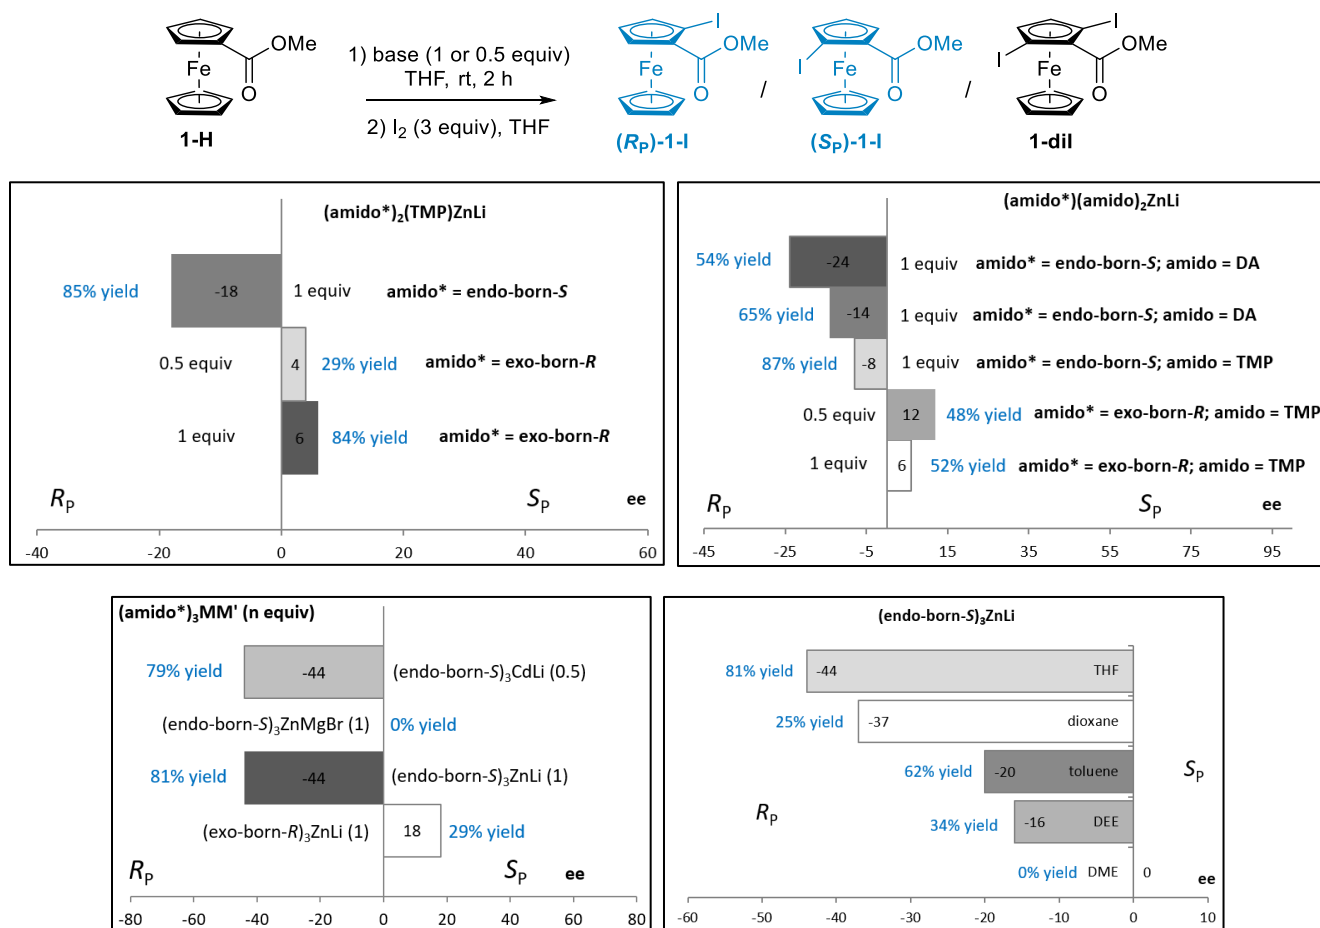 OMe
Fe
O
1-H
1) base (1 or 0.5 equiv)
THF, rt, 2 h
2) I2 (3 equiv), THF
I
OMe
Fe
O
(RP)-1-I
/
OMe
I
Fe
O
(SP)-1-I
/
I
OMe
I
Fe
O
1-diI
(amido*)2(TMP)ZnLi
85% yield -18 1 equiv amido* = endo-born-S
0.5 equiv 4 29% yield amido* = exo-born-R
1 equiv 6 84% yield amido* = exo-born-R
RP SP ee
-40 -20 0 20 40 60
(amido*)(amido)2ZnLi
54% yield -24 1 equiv amido* = endo-born-S; amido = DA
65% yield -14 1 equiv amido* = endo-born-S; amido = DA
87% yield -8 1 equiv amido* = endo-born-S; amido = TMP
0.5 equiv 12 48% yield amido* = exo-born-R; amido = TMP
1 equiv 6 52% yield amido* = exo-born-R; amido = TMP
RP SP ee
-45 -25 -5 15 35 55 75 95
(amido*)3MM' (n equiv)
79% yield -44 (endo-born-S)3CdLi (0.5)
(endo-born-S)3ZnMgBr (1) 0% yield
81% yield -44 (endo-born-S)3ZnLi (1)
(exo-born-R)3ZnLi (1) 18 29% yield
RP SP ee
-80 -60 -40 -20 0 20 40 60 80
(endo-born-S)3ZnLi
81% yield -44 THF
25% yield -37 dioxane
62% yield -20 toluene SP
RP 34% yield -16 DEE
0% yield DME 0 ee
-60 -50 -40 -30 -20 -10 0 10